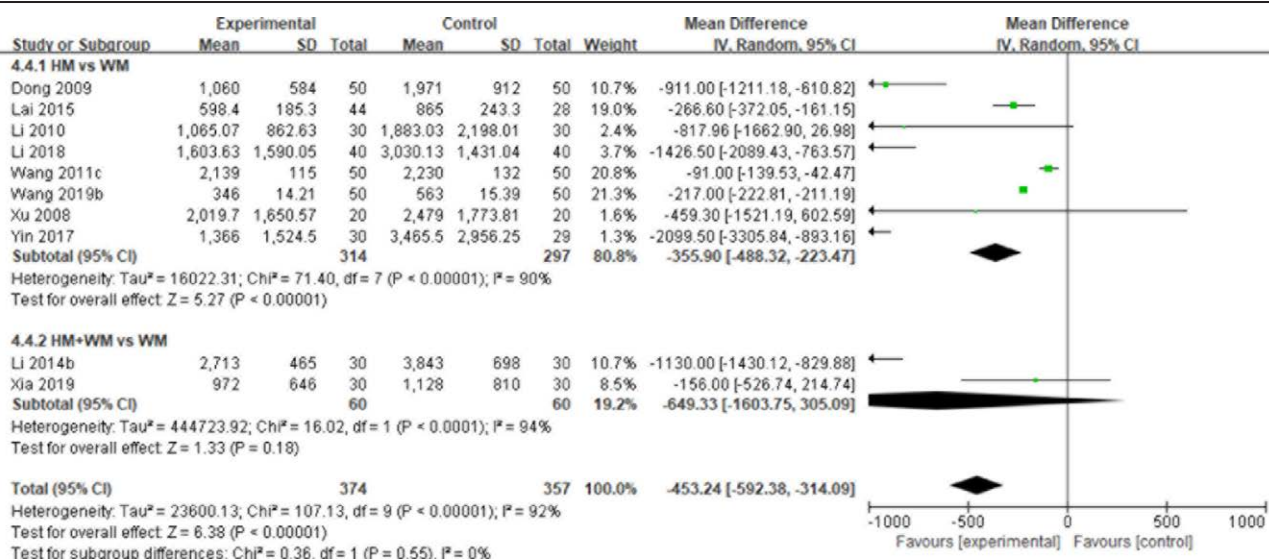 Experimental Control Mean Difference Mean Difference
Study or Subgroup Mean SD Total Mean SD Total Weight IV, Random, 95% CI IV, Random, 95% CI
4.4.1 HM vs WM
Dong 2009 1,060 584 50 1,971 912 50 10.7% -911.00 [-1211.18, -610.82]
Lai 2015 598.4 185.3 44 865 243.3 28 19.0% -266.60 [-372.05, -161.15]
Li 2010 1,065.07 862.63 30 1,883.03 2,198.01 30 2.4% -817.96 [-1662.90, 26.98]
Li 2018 1,603.63 1,590.05 40 3,030.13 1,431.04 40 3.7% -1426.50 [-2089.43, -763.57]
Wang 2011c 2,139 115 50 2,230 132 50 20.8% -91.00 [-139.53, -42.47]
Wang 2019b 346 14.21 50 563 15.39 50 21.3% -217.00 [-222.81, -211.19]
Xu 2008 2,019.7 1,650.57 20 2,479 1,773.81 20 1.6% -459.30 [-1521.19, 602.59]
Yin 2017 1,366 1,524.5 30 3,465.5 2,956.25 29 1.3% -2099.50 [-3305.84, -893.16]
Subtotal (95% CI) 314 297 80.8% -355.90 [-488.32, -223.47]
Heterogeneity: Tau² = 16022.31; Chi² = 71.40, df = 7 (P < 0.00001); I² = 90%
Test for overall effect: Z = 5.27 (P < 0.00001)
4.4.2 HM+WM vs WM
Li 2014b 2,713 465 30 3,843 698 30 10.7% -1130.00 [-1430.12, -829.88]
Xia 2019 972 646 30 1,128 810 30 8.5% -156.00 [-526.74, 214.74]
Subtotal (95% CI) 60 60 19.2% -649.33 [-1603.75, 305.09]
Heterogeneity: Tau² = 444723.92; Chi² = 16.02, df = 1 (P < 0.0001); I² = 94%
Test for overall effect: Z = 1.33 (P = 0.18)
Total (95% CI) 374 357 100.0% -453.24 [-592.38, -314.09]
Heterogeneity: Tau² = 23600.13; Chi² = 107.13, df = 9 (P < 0.00001); I² = 92%
Test for overall effect: Z = 6.38 (P < 0.00001)
Test for subgroup differences: Chi² = 0.36, df = 1 (P = 0.55), I² = 0%
-1000 -500 0 500 1000
Favours [experimental] Favours [control]